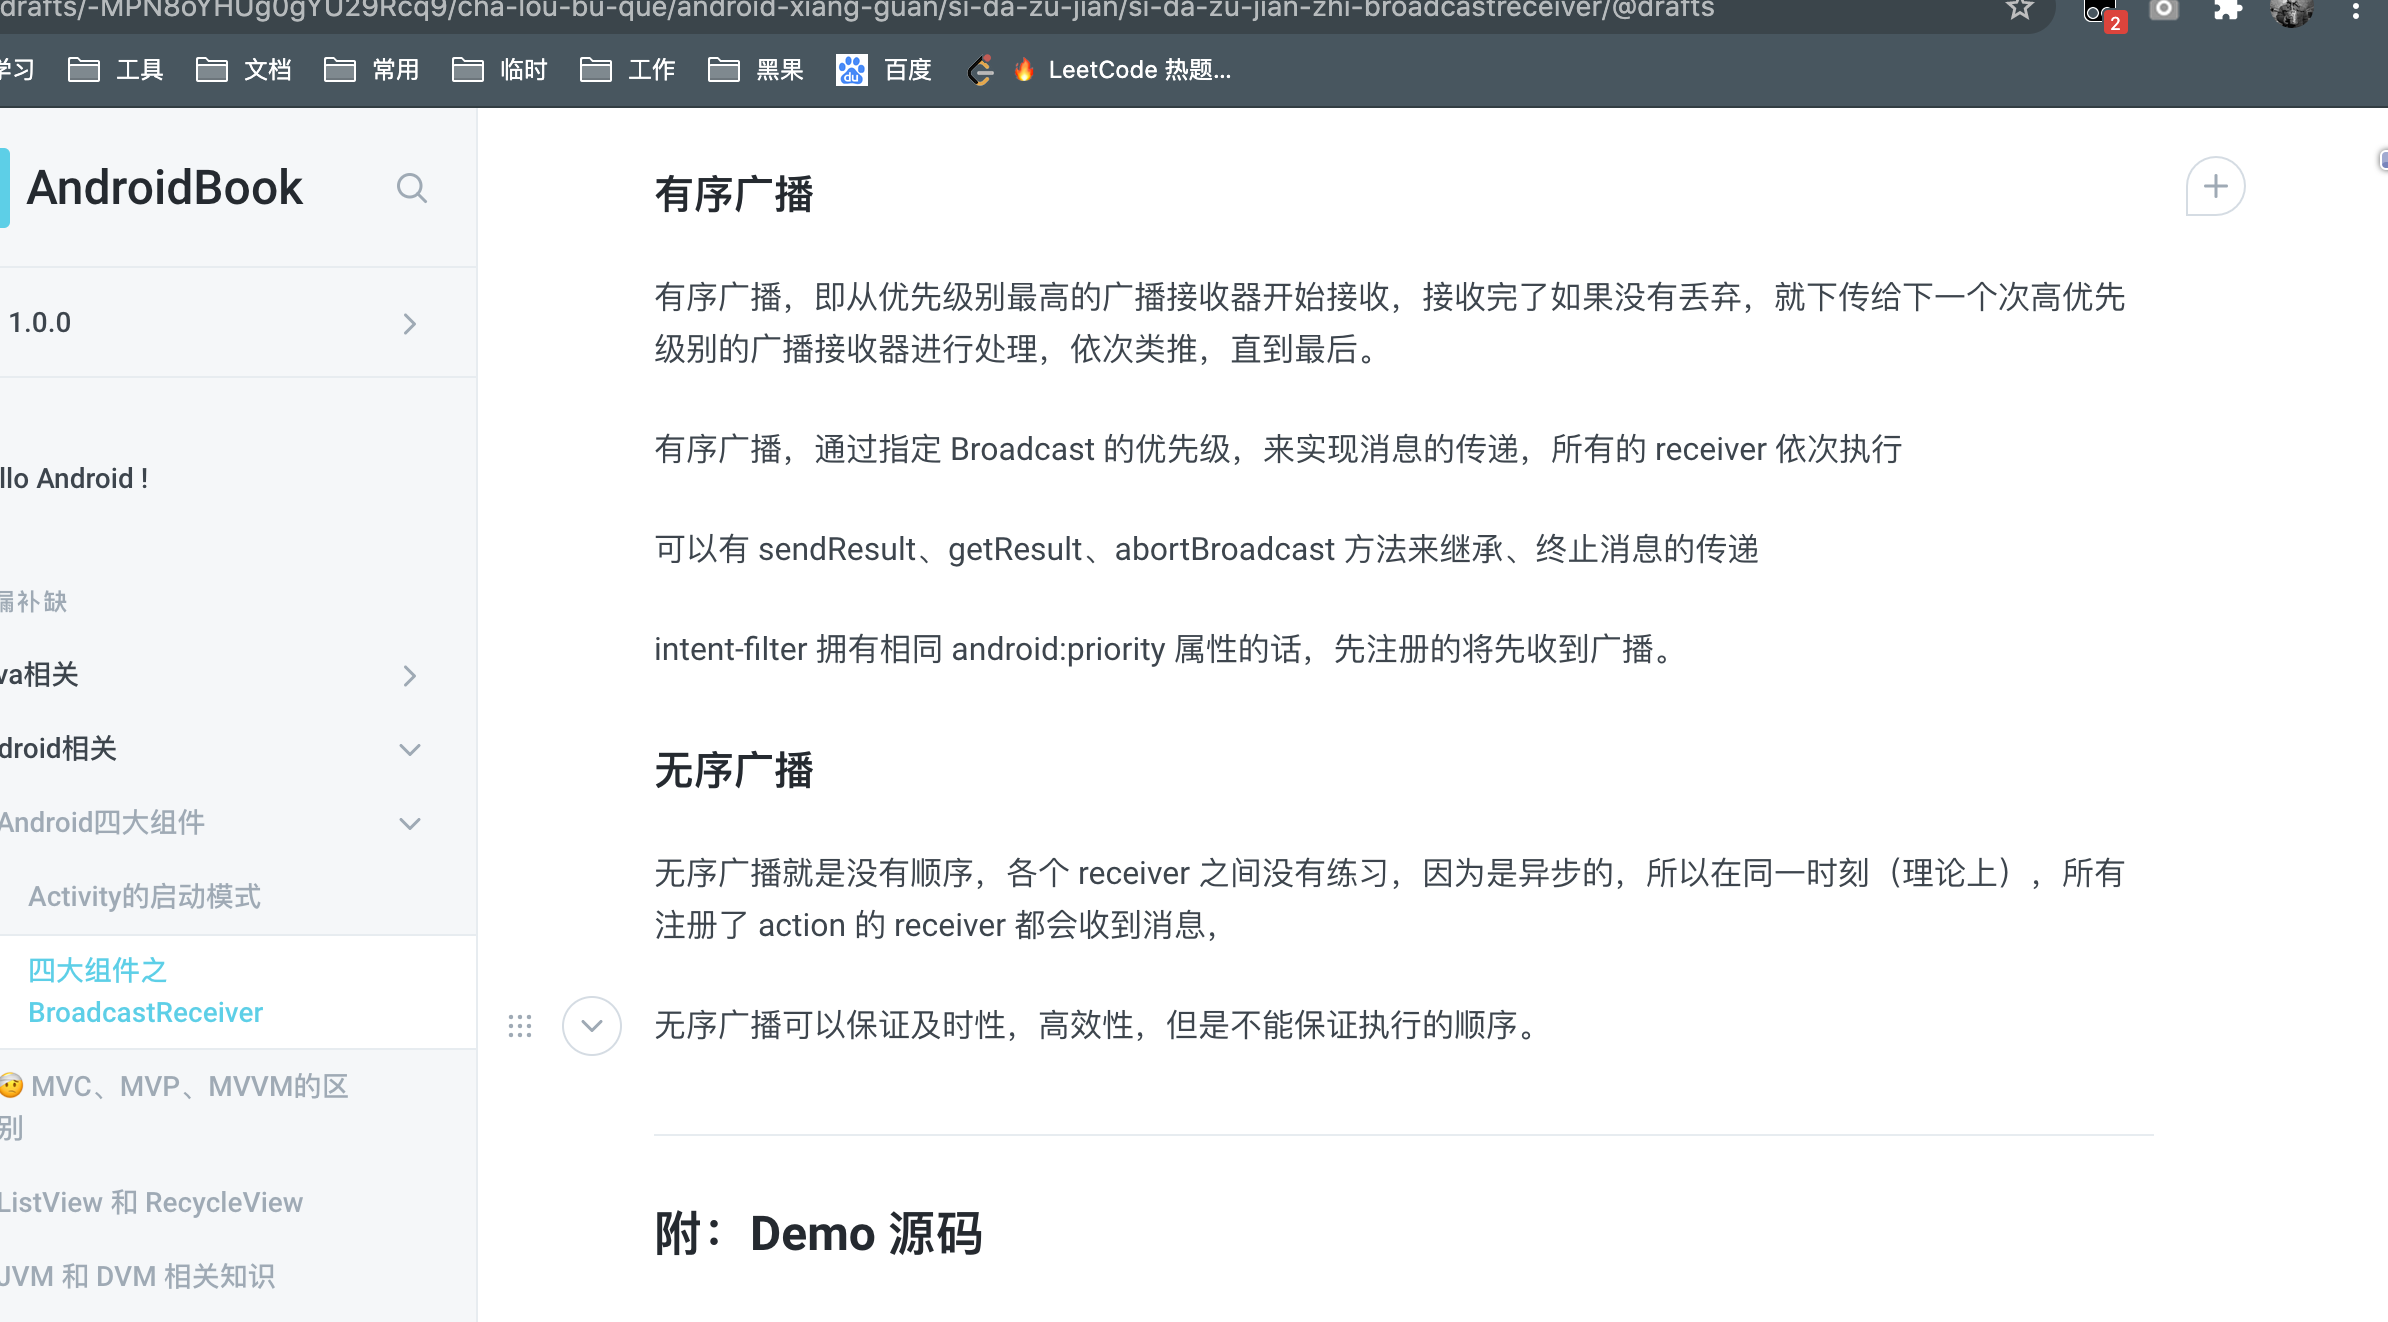 drafts/-MPN8oYHUg0gYU29Rcq9/cha-lou-bu-que/android-xiang-guan/si-da-zu-jian/si-da-zu-jian-zhi-broadcastreceiver/@drafts
2
学习 工具 文档 常用 临时 工作 黑果 百度 LeetCode 热题...
AndroidBook
1.0.0
llo Android !
漏补缺
va相关
droid相关
Android四大组件
Activity的启动模式
四大组件之
BroadcastReceiver
MVC、MVP、MVVM的区
别
ListView 和 RecycleView
JVM 和 DVM 相关知识
有序广播
有序广播，即从优先级别最高的广播接收器开始接收，接收完了如果没有丢弃，就下传给下一个次高优先
级别的广播接收器进行处理，依次类推，直到最后。
有序广播，通过指定 Broadcast 的优先级，来实现消息的传递，所有的 receiver 依次执行
可以有 sendResult、getResult、abortBroadcast 方法来继承、终止消息的传递
intent-filter 拥有相同 android:priority 属性的话，先注册的将先收到广播。
无序广播
无序广播就是没有顺序，各个 receiver 之间没有练习，因为是异步的，所以在同一时刻（理论上），所有
注册了 action 的 receiver 都会收到消息，
无序广播可以保证及时性，高效性，但是不能保证执行的顺序。
附：Demo 源码